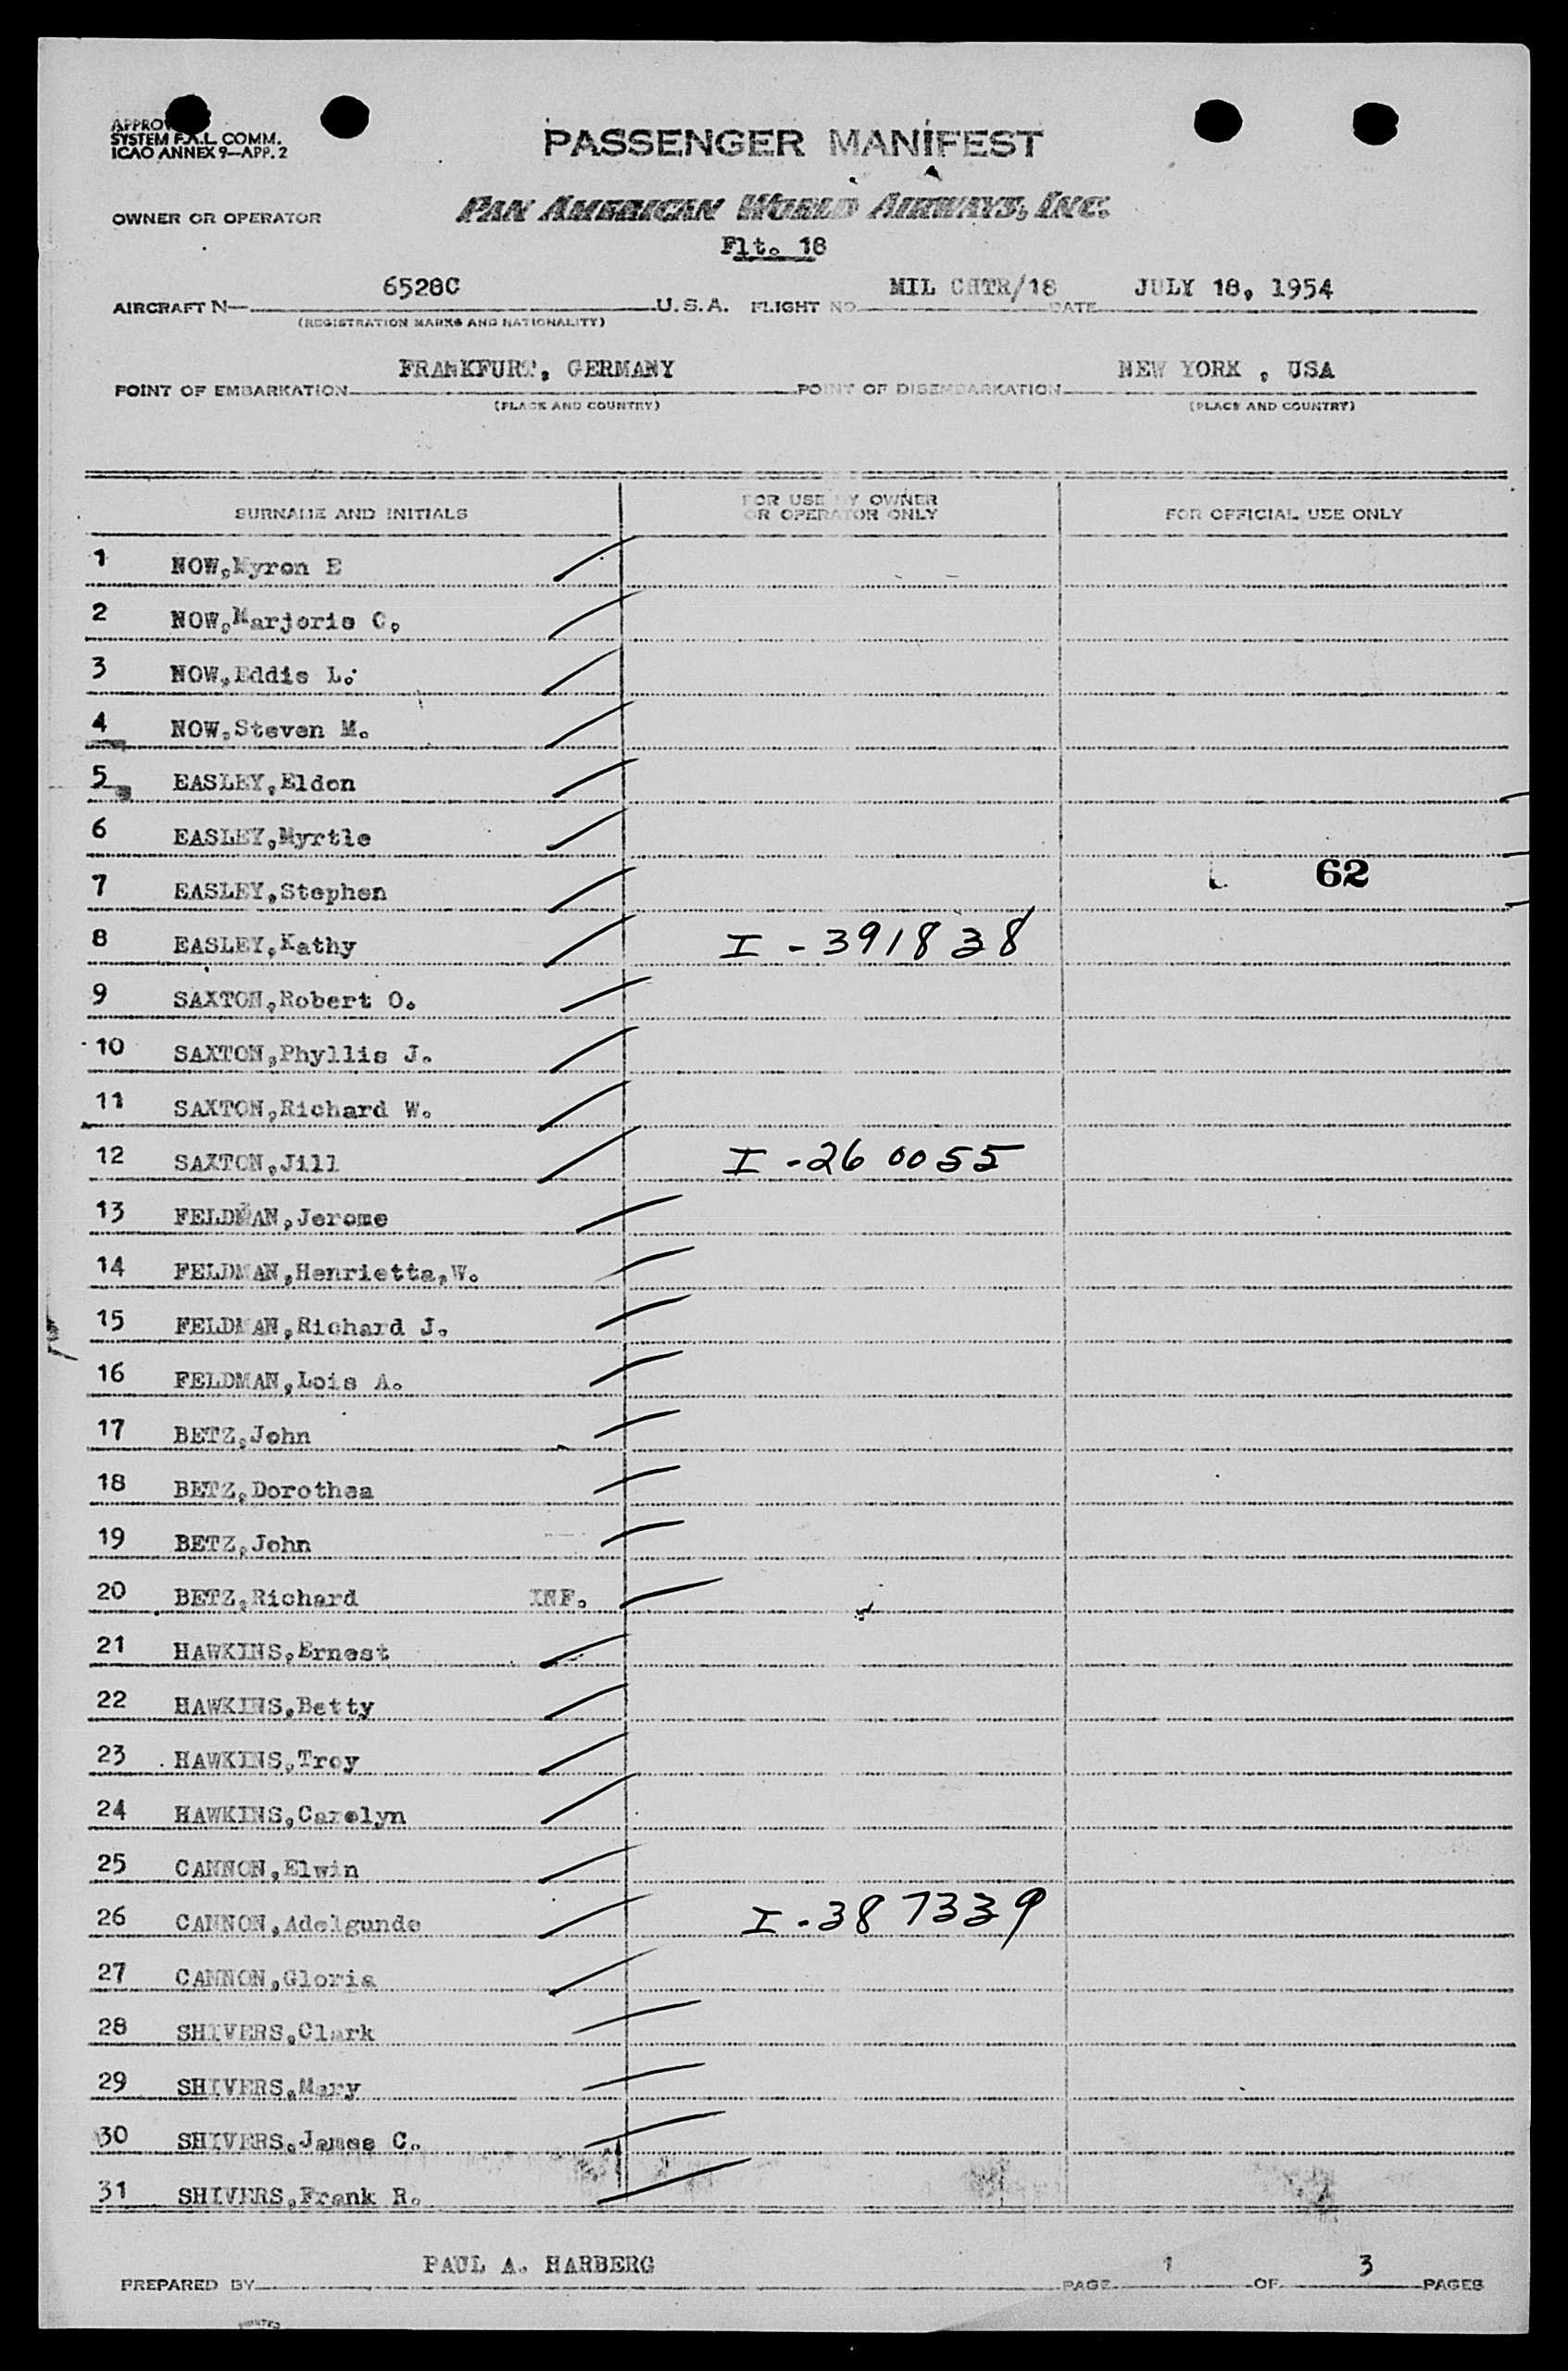 SYSTEM F.A.L. COMM.
ICAO ANNEX 9—APP. 2
PASSENGER MANIFEST
OWNER OR OPERATOR PAN AMERICAN WORLD AIRWAYS, INC.
Flt. 18
AIRCRAFT N— 6528C U.S.A. FLIGHT NO. MIL CHTR/18 DATE JULY 18, 1954
(REGISTRATION MARKS AND NATIONALITY)
POINT OF EMBARKATION FRANKFURT, GERMANY POINT OF DISEMBARKATION NEW YORK , USA
(PLACE AND COUNTRY) (PLACE AND COUNTRY)
SURNAME AND INITIALS FOR USE BY OWNER OR OPERATOR ONLY FOR OFFICIAL USE ONLY
1 NOW,Myron E
2 NOW,Marjorie C,
3 NOW,Eddie L.
4 NOW,Steven M.
5 EASLEY,Eldon
6 EASLEY,Myrtle
7 EASLEY,Stephen 62
8 EASLEY,Kathy I - 391838
9 SAXTON,Robert O.
10 SAXTON,Phyllis J.
11 SAXTON,Richard W.
12 SAXTON,Jill I - 260055
13 FELDMAN,Jerome
14 FELDMAN,Henrietta,W.
15 FELDMAN,Richard J.
16 FELDMAN,Lois A.
17 BETZ,John
18 BETZ,Dorothea
19 BETZ,John
20 BETZ,Richard INF.
21 HAWKINS,Ernest
22 HAWKINS,Betty
23 HAWKINS,Troy
24 HAWKINS,Carolyn
25 CANNON,Elwin
26 CANNON,Adelgunde I - 387339
27 CANNON,Gloria
28 SHIVERS,Clark
29 SHIVERS,Mary
30 SHIVERS,James C.
31 SHIVERS,Frank R.
PREPARED BY PAUL A. HARBERG PAGE 1 OF 3 PAGES